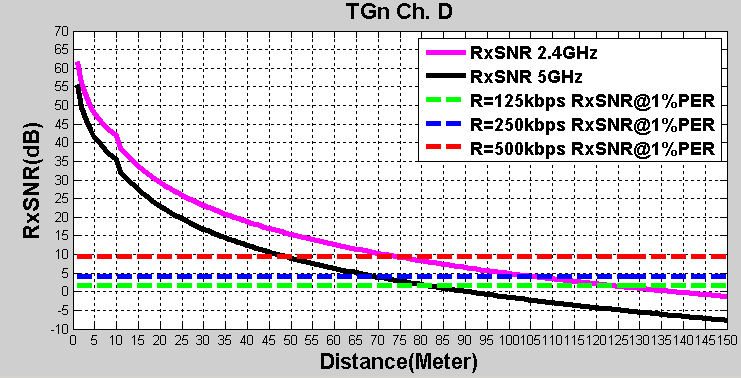 TGn Ch. D
RxSNR 2.4GHz
RxSNR 5GHz
R=125kbps RxSNR@1%PER
R=250kbps RxSNR@1%PER
R=500kbps RxSNR@1%PER
RxSNR(dB)
70
65
60
55
50
45
40
35
30
25
20
15
10
5
0
-5
-10
0 5 10 15 20 25 30 35 40 45 50 55 60 65 70 75 80 85 90 95 100 105 110 115 120 125 130 135 140 145 150
Distance(Meter)